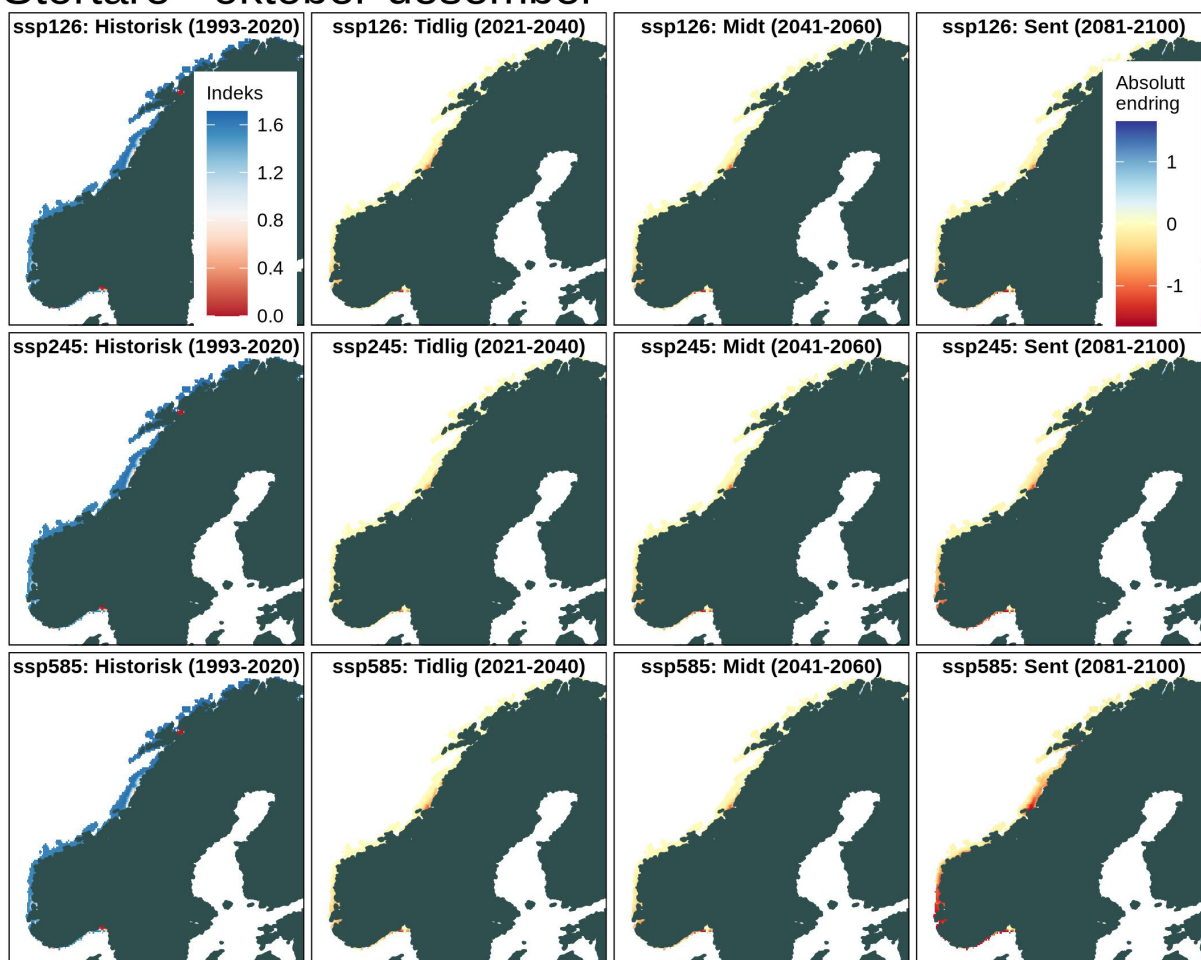 Stortare - oktober-desember
ssp126: Historisk (1993-2020)
ssp126: Tidlig (2021-2040)
ssp126: Midt (2041-2060)
ssp126: Sent (2081-2100)
Indeks
1.6
1.2
0.8
0.4
0.0
Absolutt
endring
1
0
-1
ssp245: Historisk (1993-2020)
ssp245: Tidlig (2021-2040)
ssp245: Midt (2041-2060)
ssp245: Sent (2081-2100)
ssp585: Historisk (1993-2020)
ssp585: Tidlig (2021-2040)
ssp585: Midt (2041-2060)
ssp585: Sent (2081-2100)